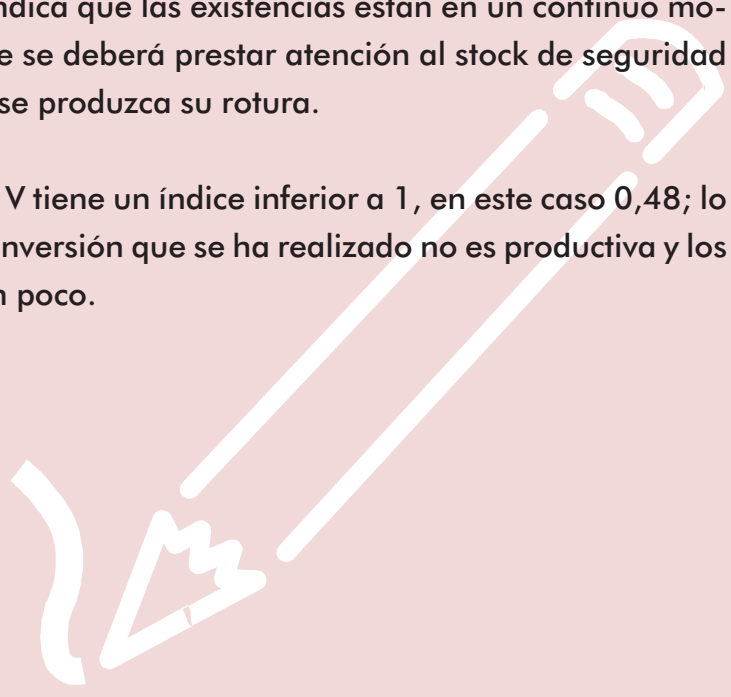 indica que las existencias están en un continuo mo-
e se deberá prestar atención al stock de seguridad
se produzca su rotura.
V tiene un índice inferior a 1, en este caso 0,48; lo
nversión que se ha realizado no es productiva y los
n poco.